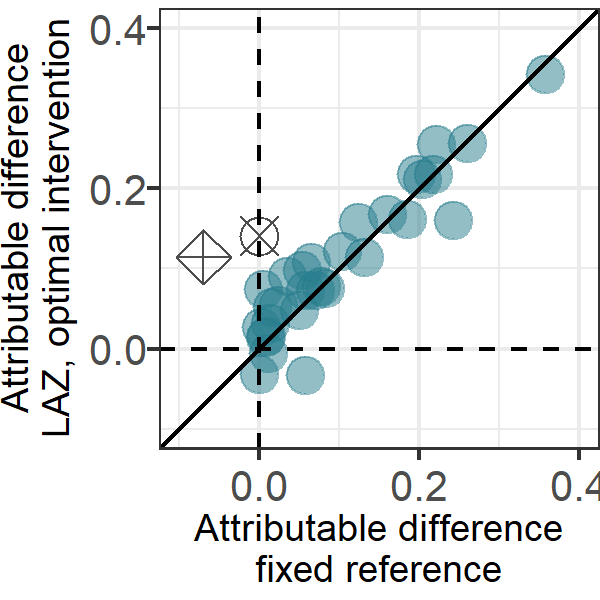 Attributable difference
LAZ, optimal intervention
0.4
0.2
0.0
0.0 0.2 0.4
Attributable difference
fixed reference